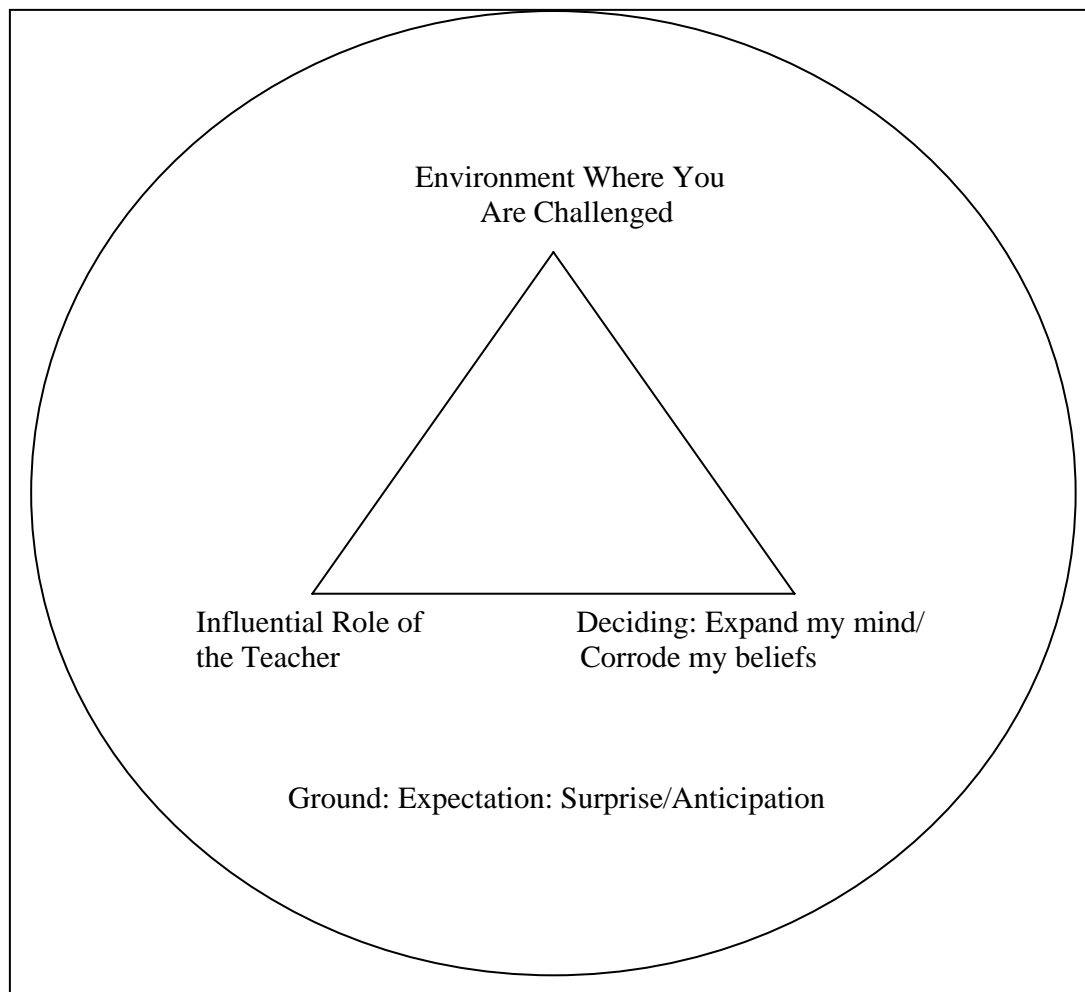 Environment Where You
Are Challenged
Influential Role of
the Teacher
Deciding: Expand my mind/
Corrode my beliefs
Ground: Expectation: Surprise/Anticipation